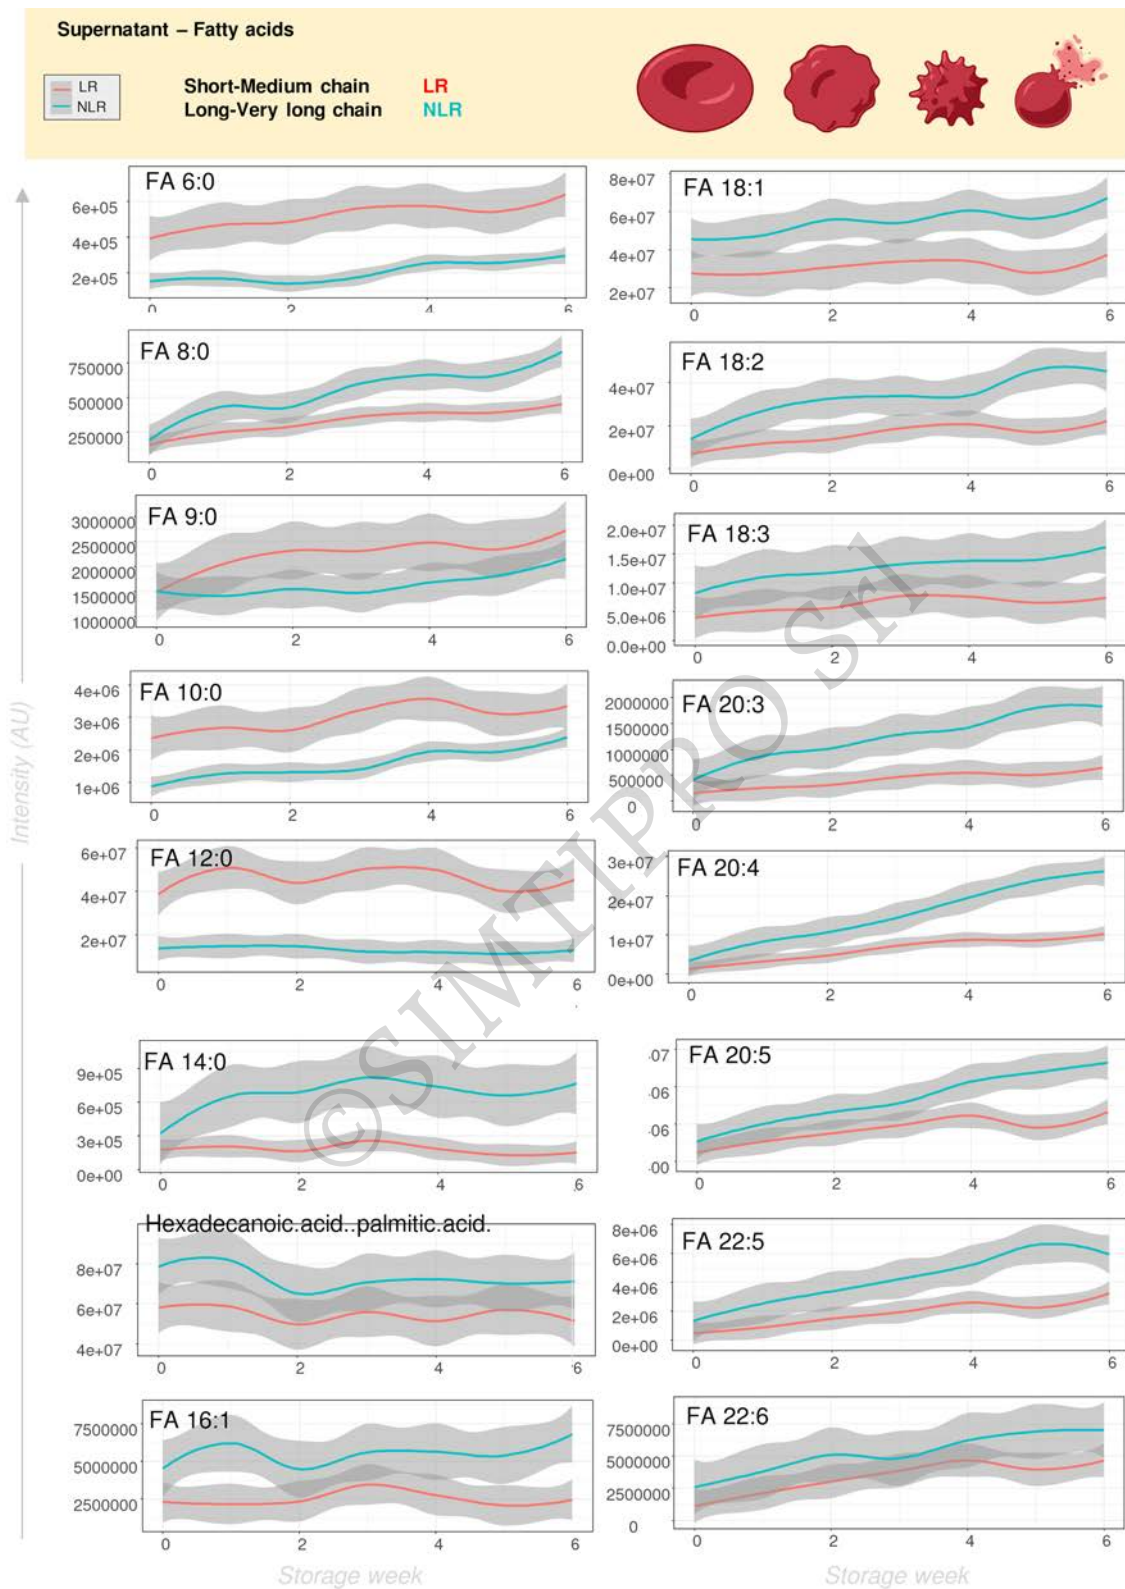 Supernatant – Fatty acids
LR
NLR
Short-Medium chain LR
Long-Very long chain NLR
Intensity (AU)
FA 6:0
6e+05
4e+05
2e+05
0 2 4 6
FA 8:0
750000
500000
250000
0 2 4 6
FA 9:0
3000000
2500000
2000000
1500000
1000000
0 2 4 6
FA 10:0
4e+06
3e+06
2e+06
1e+06
0 2 4 6
FA 12:0
6e+07
4e+07
2e+07
0 2 4 6
FA 14:0
9e+05
6e+05
3e+05
0e+00
0 2 4 6
Hexadecanoic.acid..palmitic.acid.
8e+07
6e+07
4e+07
0 2 4 6
FA 16:1
7500000
5000000
2500000
0 2 4 6
Storage week
FA 18:1
8e+07
6e+07
4e+07
2e+07
0 2 4 6
FA 18:2
4e+07
2e+07
0e+00
0 2 4 6
FA 18:3
2.0e+07
1.5e+07
1.0e+07
5.0e+06
0.0e+00
0 2 4 6
FA 20:3
2000000
1500000
1000000
500000
0
0 2 4 6
FA 20:4
3e+07
2e+07
1e+07
0e+00
0 2 4 6
FA 20:5
07
06
06
00
0 2 4 6
FA 22:5
8e+06
6e+06
4e+06
2e+06
0e+00
0 2 4 6
FA 22:6
7500000
5000000
2500000
0
0 2 4 6
Storage week
©SIMTIPRO Srl